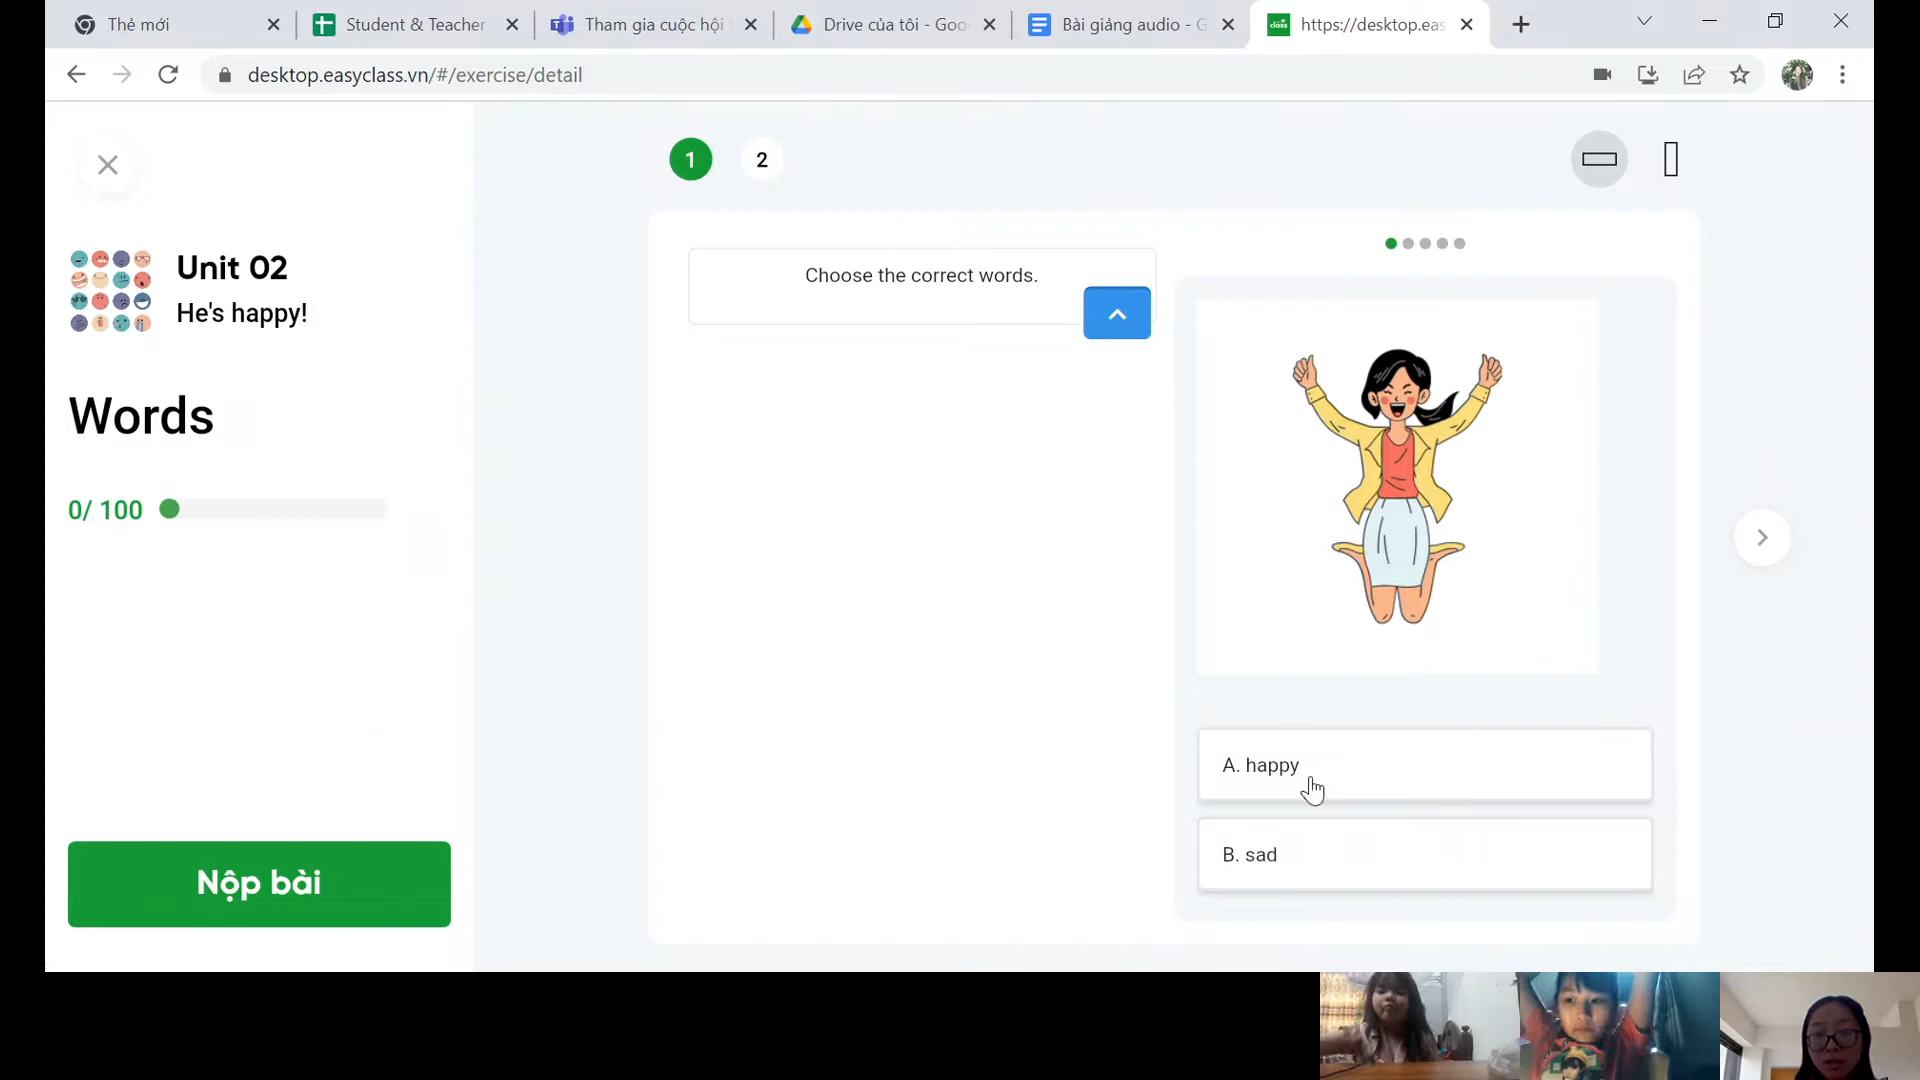 Thẻ mới
Student & Teacher
Tham gia cuộc hội
Drive của tôi - Goo
Bài giảng audio - G
class
https://desktop.eas
desktop.easyclass.vn/#/exercise/detail
1
2
Unit 02
He's happy!
Words
0/ 100
Nộp bài
Choose the correct words.
A. happy
B. sad